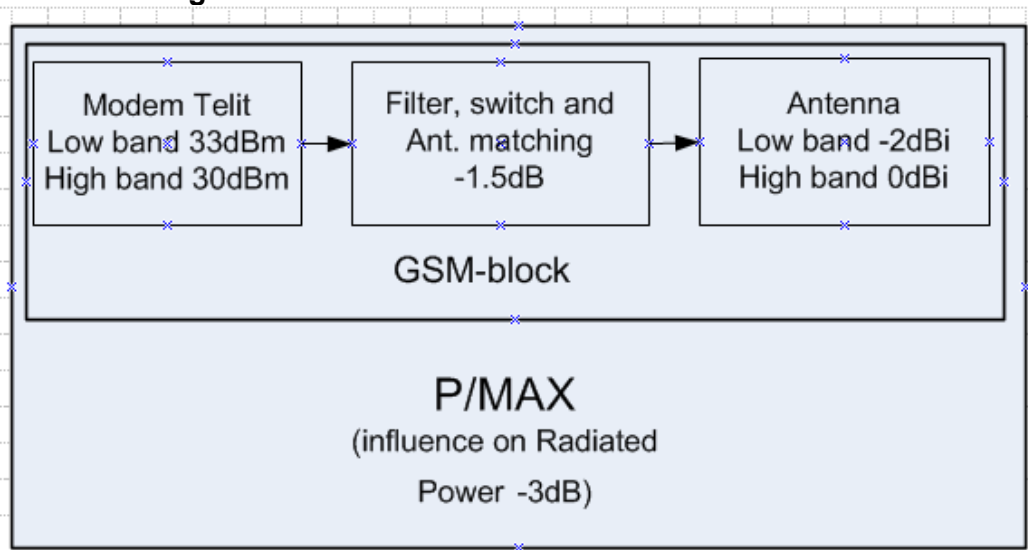 Modem Telit
Low band 33dBm
High band 30dBm
Filter, switch and
Ant. matching
-1.5dB
Antenna
Low band -2dBi
High band 0dBi
GSM-block
P/MAX
(influence on Radiated
Power -3dB)